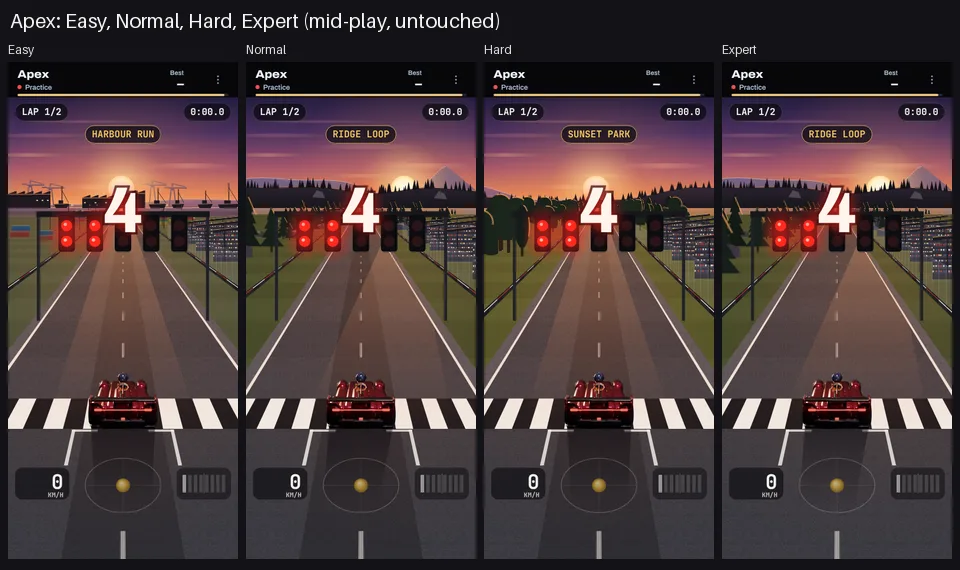 Apex: Easy, Normal, Hard, Expert (mid-play, untouched)
Easy
Apex
Best
Practice
—
LAP 1/2
0:00.0
HARBOUR RUN
4
0
KM/H
Normal
Apex
Best
Practice
—
LAP 1/2
0:00.0
RIDGE LOOP
4
0
KM/H
Hard
Apex
Best
Practice
—
LAP 1/2
0:00.0
SUNSET PARK
4
0
KM/H
Expert
Apex
Best
Practice
—
LAP 1/2
0:00.0
RIDGE LOOP
4
0
KM/H